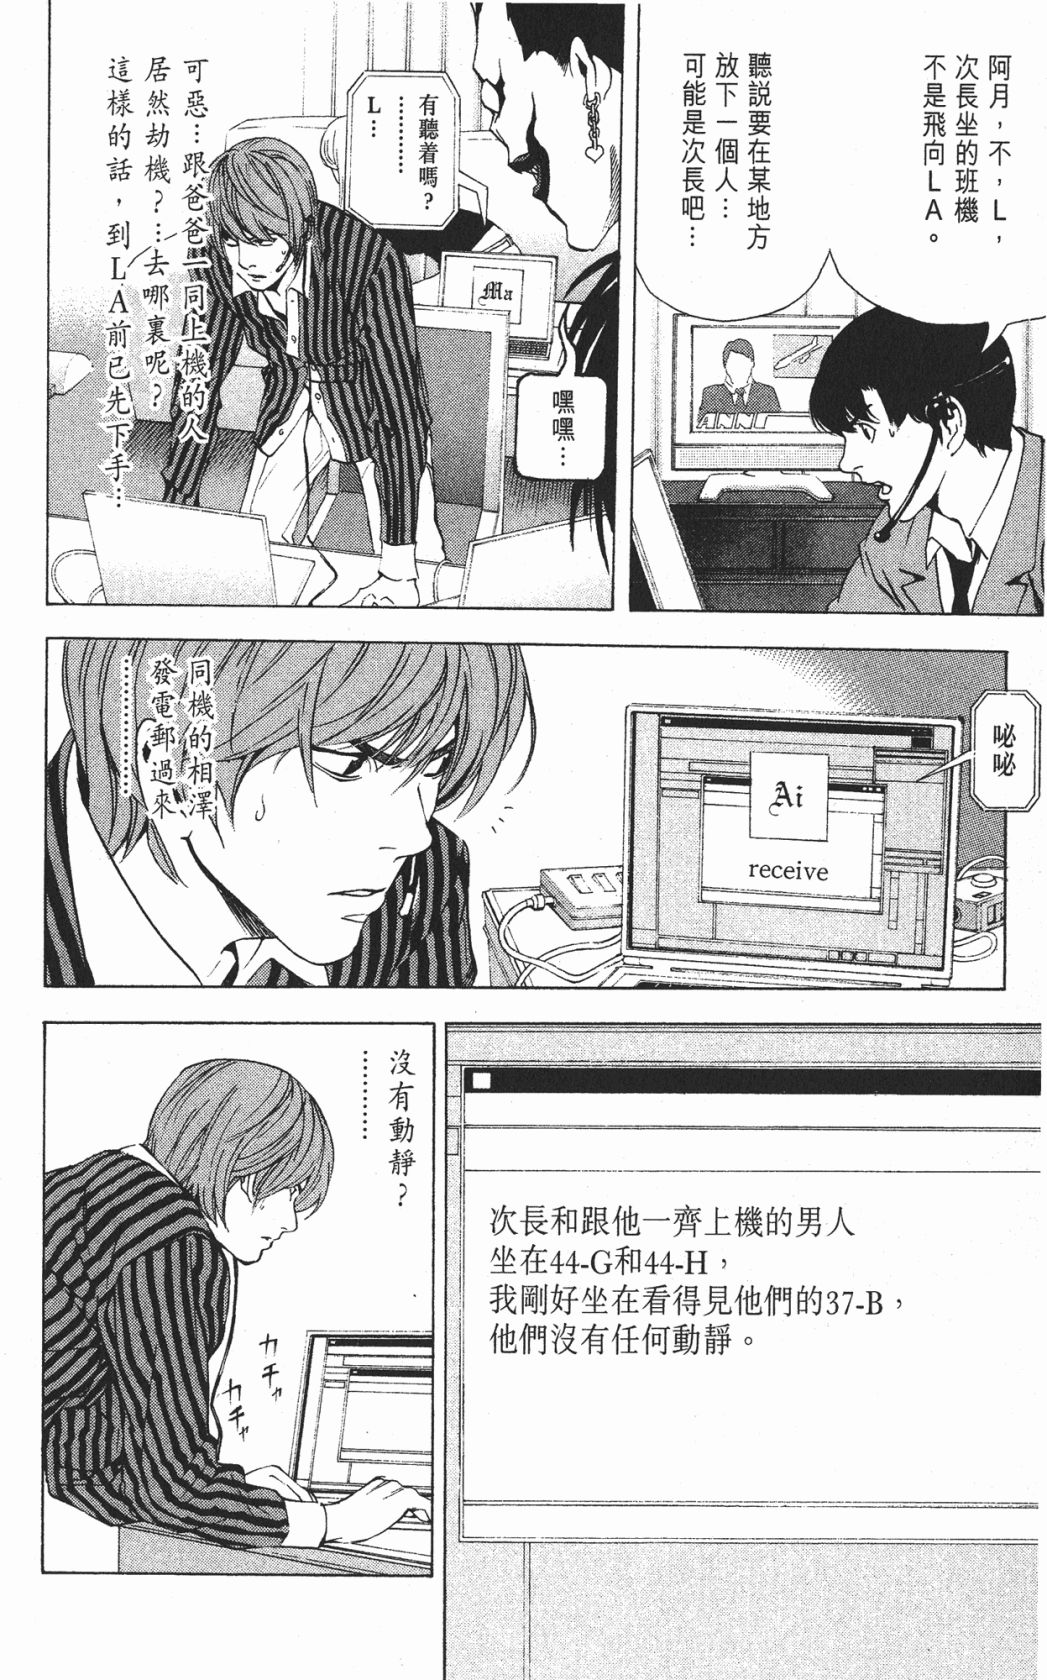 阿月，不，L，
次長坐的班機
不是飛向LA。
聽説要在某地方
放下一個人…
可能是次長吧…
ANNI
有聽着嗎？
…………
L…
Ma
嘿嘿…
可惡…跟爸爸一同上機的人
居然劫機？…去哪裏呢？
這樣的話，到LA前已先下手…
咇咇
Ai
receive
同機的相澤
發電郵過來
………………
次長和跟他一齊上機的男人
坐在44-G和44-H，
我剛好坐在看得見他們的37-B，
他們沒有任何動靜。
沒有動靜？
…………
カチャ
カチャ